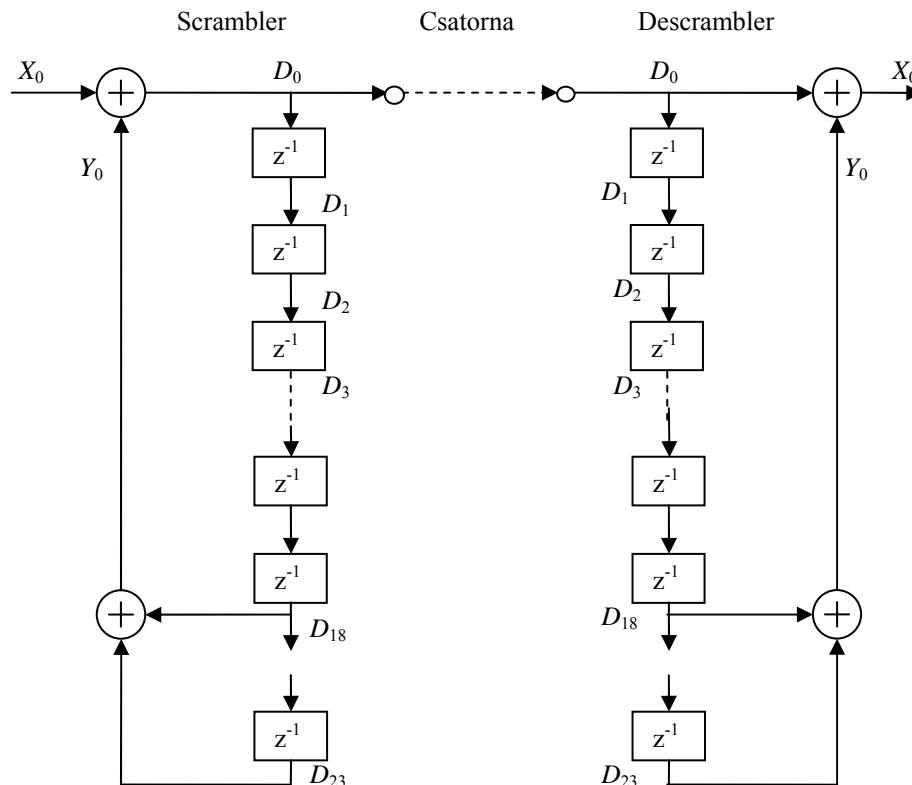 Scrambler Csatorna Descrambler
X₀ D₀ D₀ X₀
+ +
z⁻¹ z⁻¹
Y₀ Y₀
D₁ D₁
z⁻¹ z⁻¹
D₂ D₂
z⁻¹ z⁻¹
D₃ D₃
z⁻¹ z⁻¹
z⁻¹ z⁻¹
+ +
D₁₈ D₁₈
z⁻¹ z⁻¹
D₂₃ D₂₃